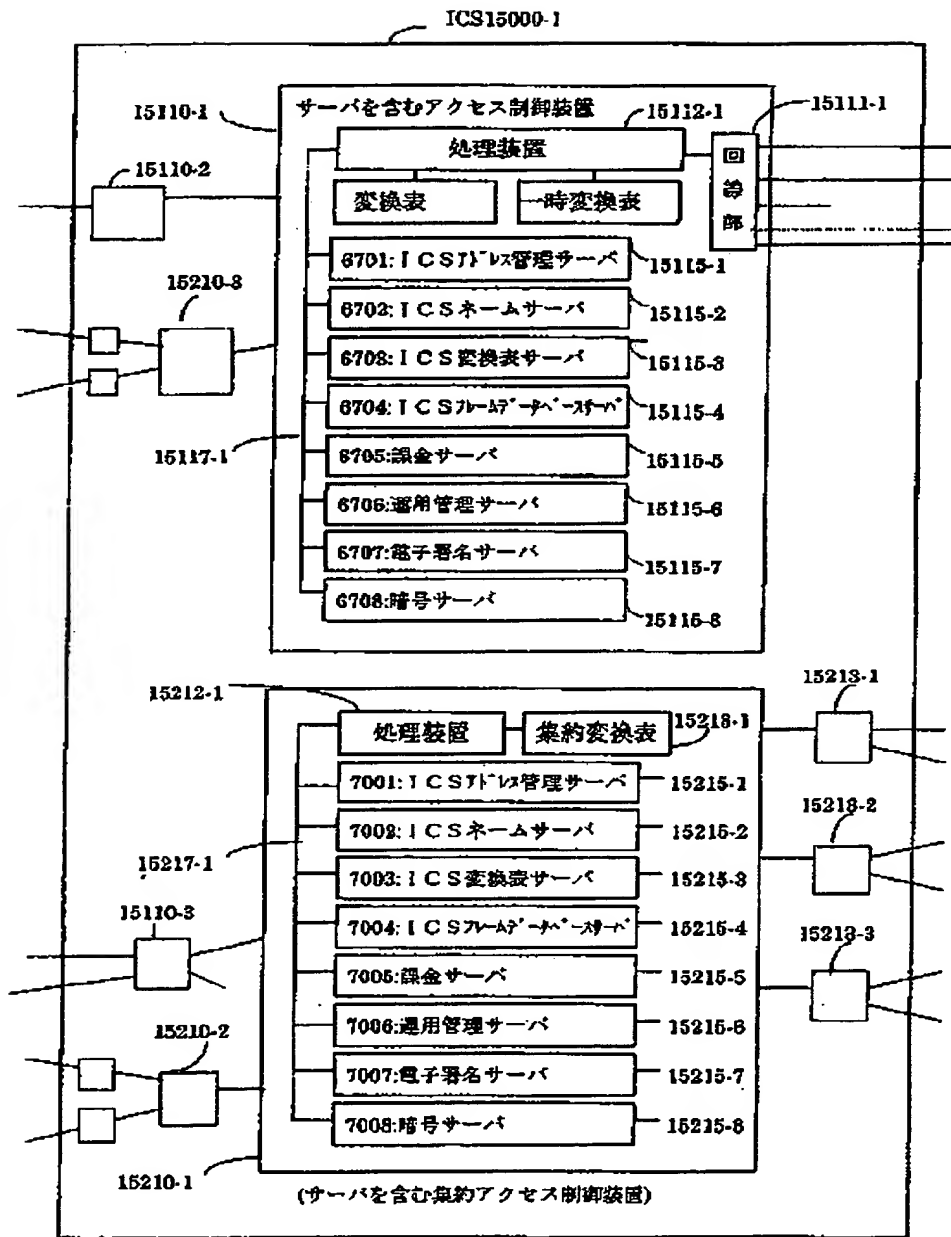 ICS15000-1
15110-1
サーバを含むアクセス制御装置
15112-1
15111-1
処理装置
回線部
15110-2
変換表
一時変換表
6701:ICSアドレス管理サーバ
15115-1
15210-3
6702:ICSネームサーバ
15115-2
6703:ICS変換表サーバ
15115-3
6704:ICSフレームデータベースサーバ
15115-4
15117-1
6705:課金サーバ
15115-5
6706:運用管理サーバ
15115-6
6707:電子署名サーバ
15115-7
6708:暗号サーバ
15115-8
15212-1
15213-1
処理装置
集約変換表
15218-1
7001:ICSアドレス管理サーバ
15215-1
7002:ICSネームサーバ
15215-2
15213-2
15217-1
7003:ICS変換表サーバ
15215-3
15110-3
7004:ICSフレームデータベースサーバ
15215-4
15213-3
7005:課金サーバ
15215-5
15210-2
7006:運用管理サーバ
15215-6
7007:電子署名サーバ
15215-7
7008:暗号サーバ
15215-8
15210-1
(サーバを含む集約アクセス制御装置)